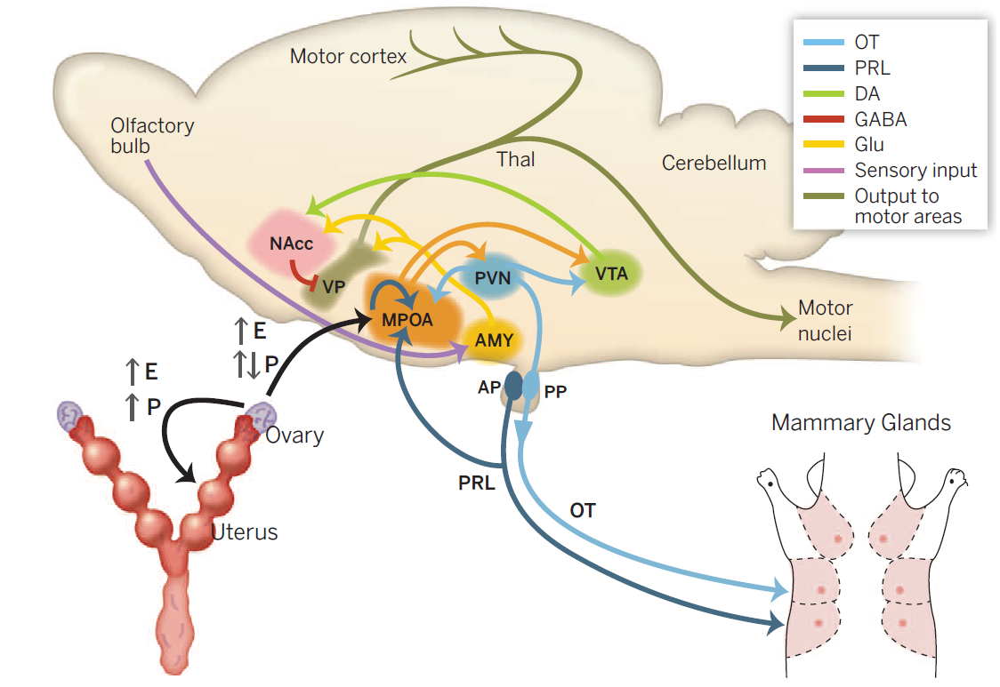 Motor cortex
Olfactory
bulb
Thal
Cerebellum
OT
PRL
DA
GABA
Glu
Sensory input
Output to
motor areas
NAcc
VP
MPOA
PVN
VTA
AMY
Motor
nuclei
↑ E
↑↓ P
↑ E
↑ P
AP
PP
Ovary
Uterus
PRL
OT
Mammary Glands